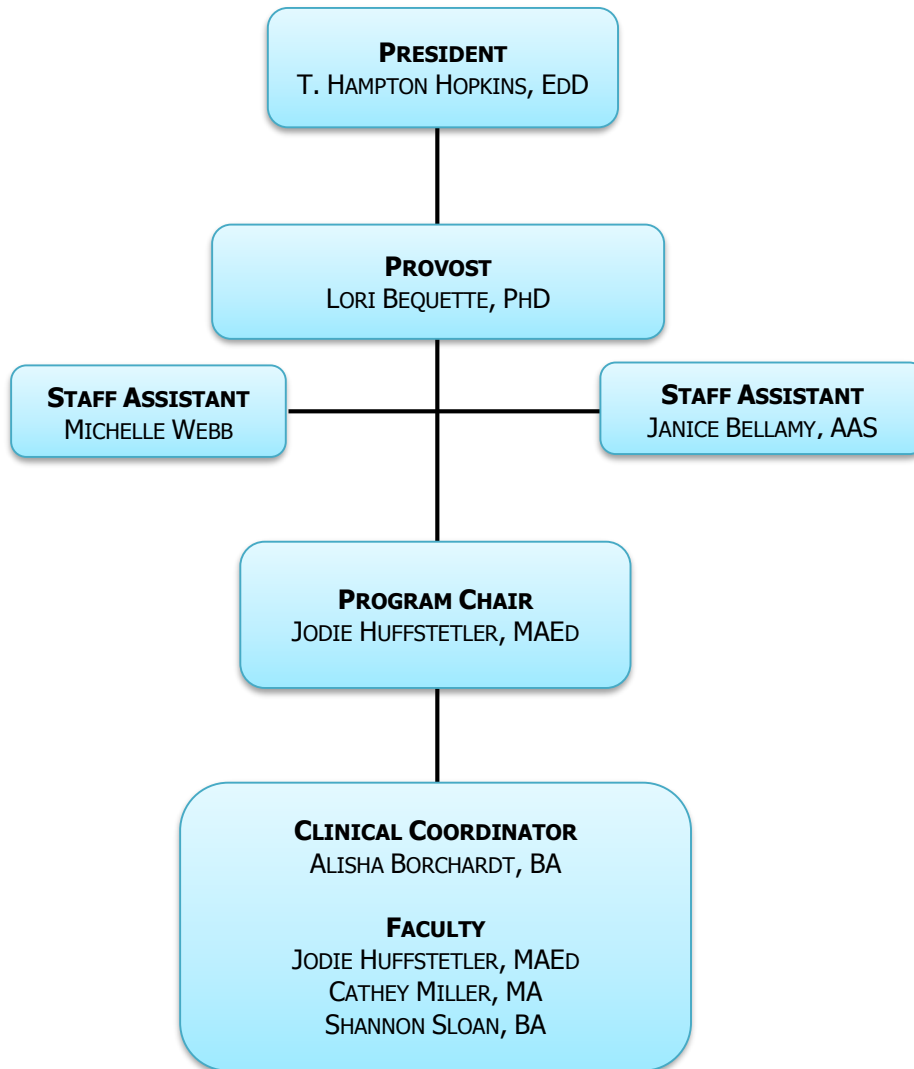 PRESIDENT
T. HAMPTON HOPKINS, EDD
PROVOST
LORI BEQUETTE, PHD
STAFF ASSISTANT
MICHELLE WEBB
STAFF ASSISTANT
JANICE BELLAMY, AAS
PROGRAM CHAIR
JODIE HUFFSTETLER, MAED
CLINICAL COORDINATOR
ALISHA BORCHARDT, BA
FACULTY
JODIE HUFFSTETLER, MAED
CATHEY MILLER, MA
SHANNON SLOAN, BA